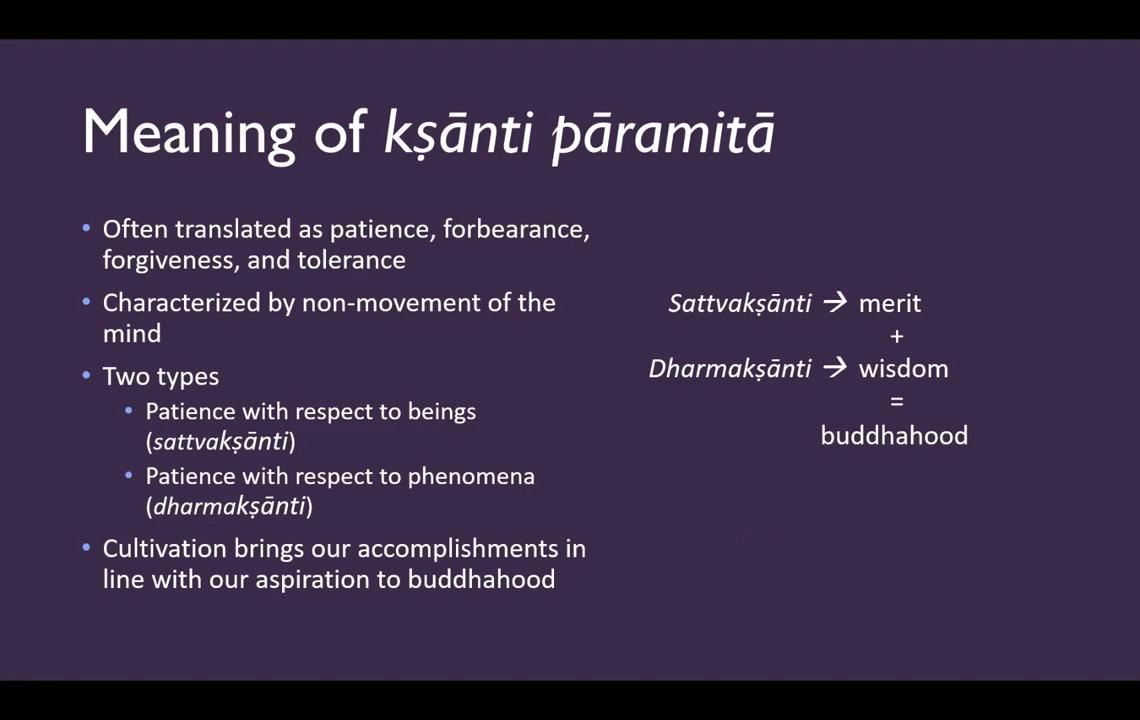 Meaning of kṣānti pāramitā
• Often translated as patience, forbearance,
forgiveness, and tolerance
• Characterized by non-movement of the
mind
• Two types
• Patience with respect to beings
(sattvakṣānti)
• Patience with respect to phenomena
(dharmakṣānti)
• Cultivation brings our accomplishments in
line with our aspiration to buddhahood
Sattvakṣānti → merit
+
Dharmakṣānti → wisdom
=
buddhahood